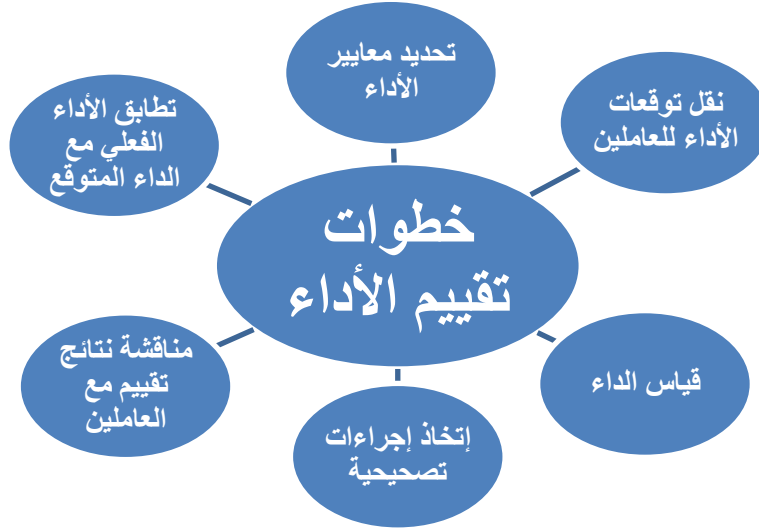 تحديد معايير
الأداء
نقل توقعات
الأداء للعاملين
تطابق الأداء
الفعلي مع
الداء المتوقع
خطوات
تقييم الأداء
مناقشة نتائج
تقييم مع
العاملين
قياس الداء
إتخاذ إجراءات
تصحيحية